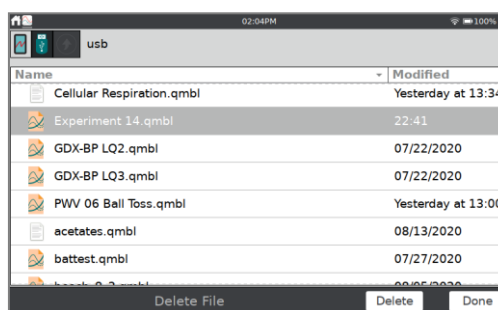 02:04PM 100%
usb
Name Modified
Cellular Respiration.qmbl Yesterday at 13:34
Experiment 14.qmbl 22:41
GDX-BP LQ2.qmbl 07/22/2020
GDX-BP LQ3.qmbl 07/22/2020
PWV 06 Ball Toss.qmbl Yesterday at 13:00
acetates.qmbl 08/13/2020
battest.qmbl 07/27/2020
Delete File Delete Done